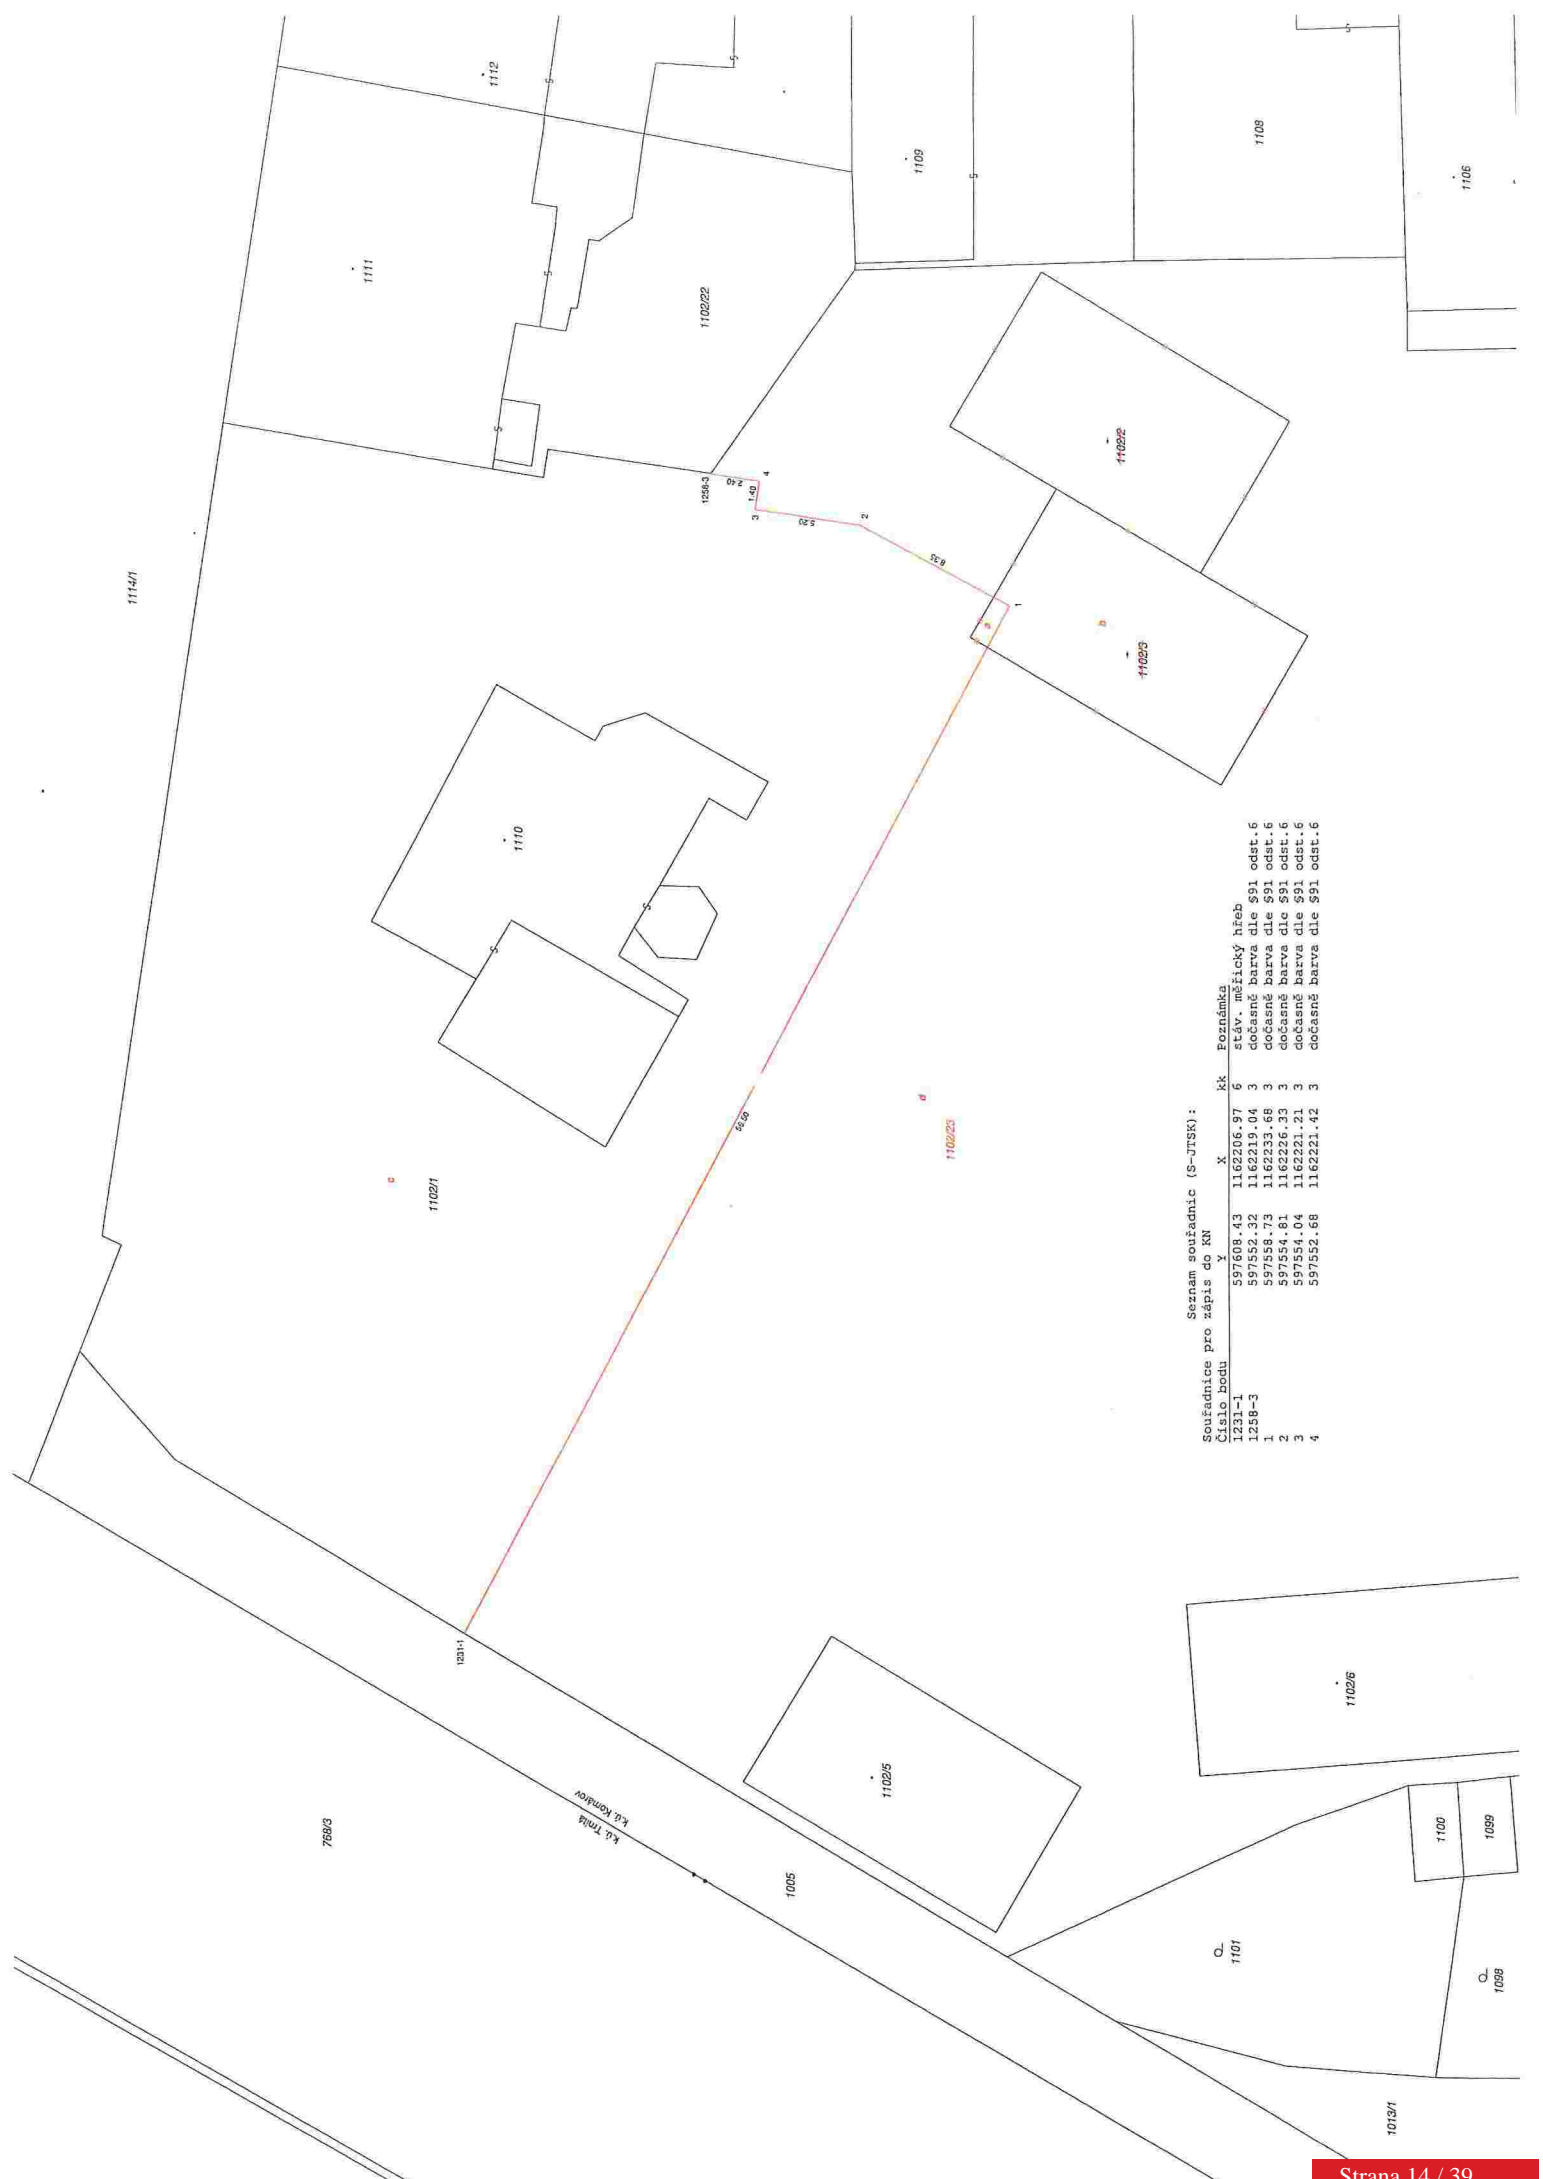 1112
1111
1109
1108
1106
1102/22
1114/1
1258-3
2.40
4
1.40
3
5.20
2
8.35
1
1102/2
a
b
1102/3
1110
56.50
c
1102/1
d
1102/23
1231-1
768/3
k.ú. Komárov
k.ú. Trnitá
1005
1102/5
1102/6
1100
1099
1101
1098
1013/1
Seznam souřadnic (S-JTSK):
Souřadnice pro zápis do KN
Číslo bodu Y X kk Poznámka
1231-1 597608.43 1162206.97 6 stáv. měřický hřeb
1258-3 597552.32 1162219.04 3 dočasně barva dle §91 odst.6
1 597558.73 1162233.68 3 dočasně barva dle §91 odst.6
2 597554.81 1162226.33 3 dočasně barva dle §91 odst.6
3 597554.04 1162221.21 3 dočasně barva dle §91 odst.6
4 597552.68 1162221.42 3 dočasně barva dle §91 odst.6
Strana 14 / 39